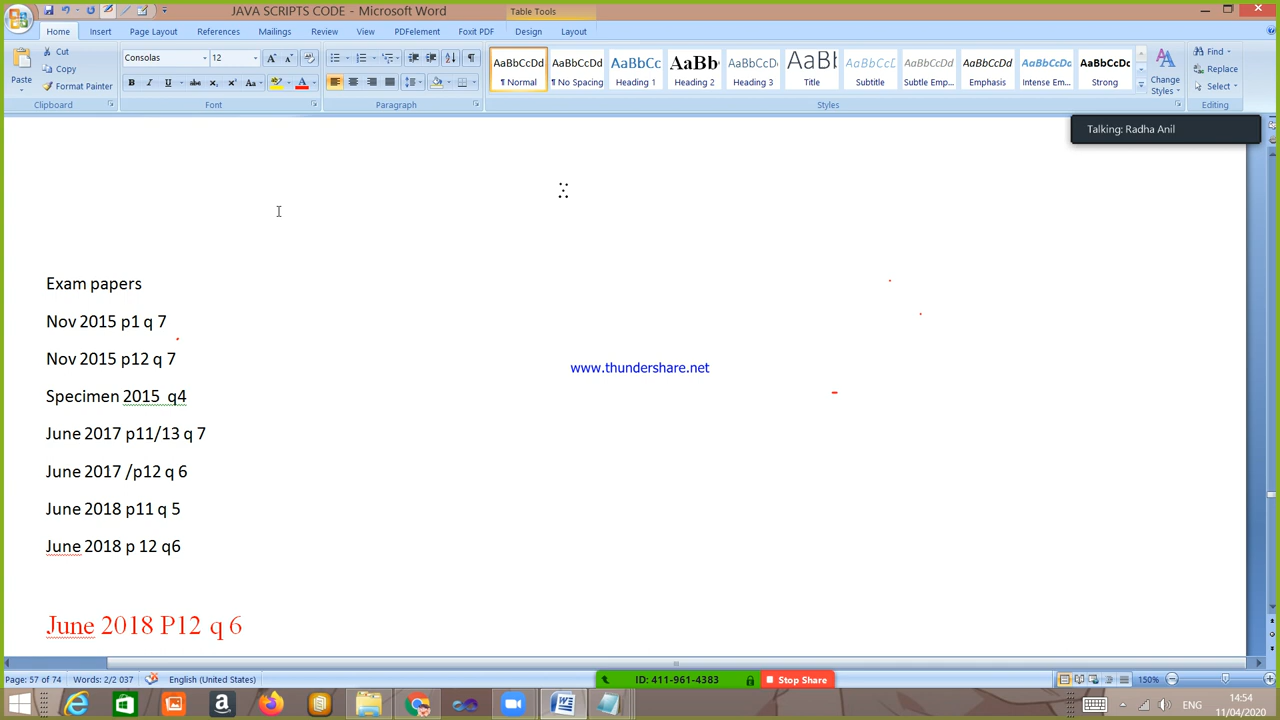 JAVA SCRIPTS CODE - Microsoft Word
Table Tools
Home Insert Page Layout References Mailings Review View PDFelement Foxit PDF Design Layout
Paste
Cut
Copy
Format Painter
Clipboard
Consolas 12
Font
Paragraph
AaBbCcDd AaBbCcDd AaBbCc AaBb AaBbCcD AaB AaBbCcL AaBbCcDd AaBbCcDd AaBbCcL AaBbCcDd
¶ Normal ¶ No Spacing Heading 1 Heading 2 Heading 3 Title Subtitle Subtle Emp... Emphasis Intense Em... Strong
Styles
Change Styles
Find
Replace
Select
Editing
Talking: Radha Anil
Exam papers
Nov 2015 p1 q 7
Nov 2015 p12 q 7
www.thundershare.net
Specimen 2015 q4
June 2017 p11/13 q 7
June 2017 /p12 q 6
June 2018 p11 q 5
June 2018 p 12 q6
June 2018 P12 q 6
Page: 57 of 74 Words: 2/2 037 English (United States)
ID: 411-961-4383 Stop Share
150%
ENG
14:54
11/04/2020